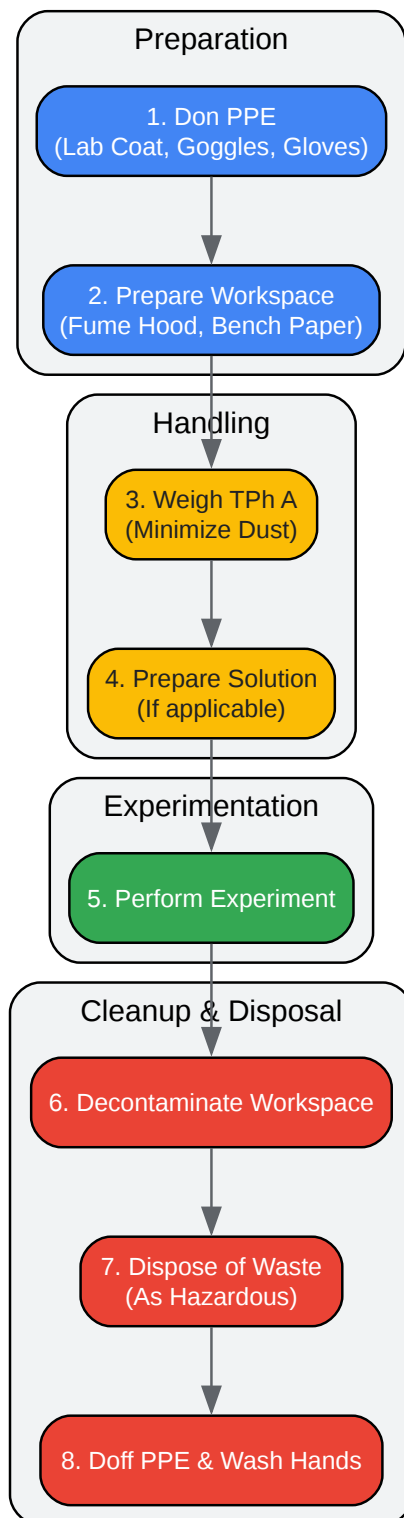 Preparation
1. Don PPE
(Lab Coat, Goggles, Gloves)
2. Prepare Workspace
(Fume Hood, Bench Paper)
Handling
3. Weigh TPh A
(Minimize Dust)
4. Prepare Solution
(If applicable)
Experimentation
5. Perform Experiment
Cleanup & Disposal
6. Decontaminate Workspace
7. Dispose of Waste
(As Hazardous)
8. Doff PPE & Wash Hands